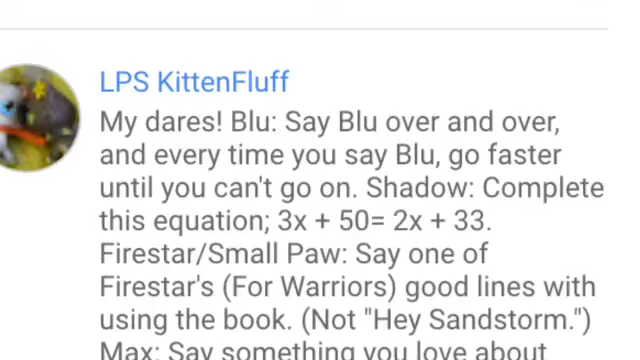 LPS KittenFluff
My dares! Blu: Say Blu over and over,
and every time you say Blu, go faster
until you can't go on. Shadow: Complete
this equation; 3x + 50= 2x + 33.
Firestar/Small Paw: Say one of
Firestar's (For Warriors) good lines with
using the book. (Not "Hey Sandstorm.")
Max: Say something you love about